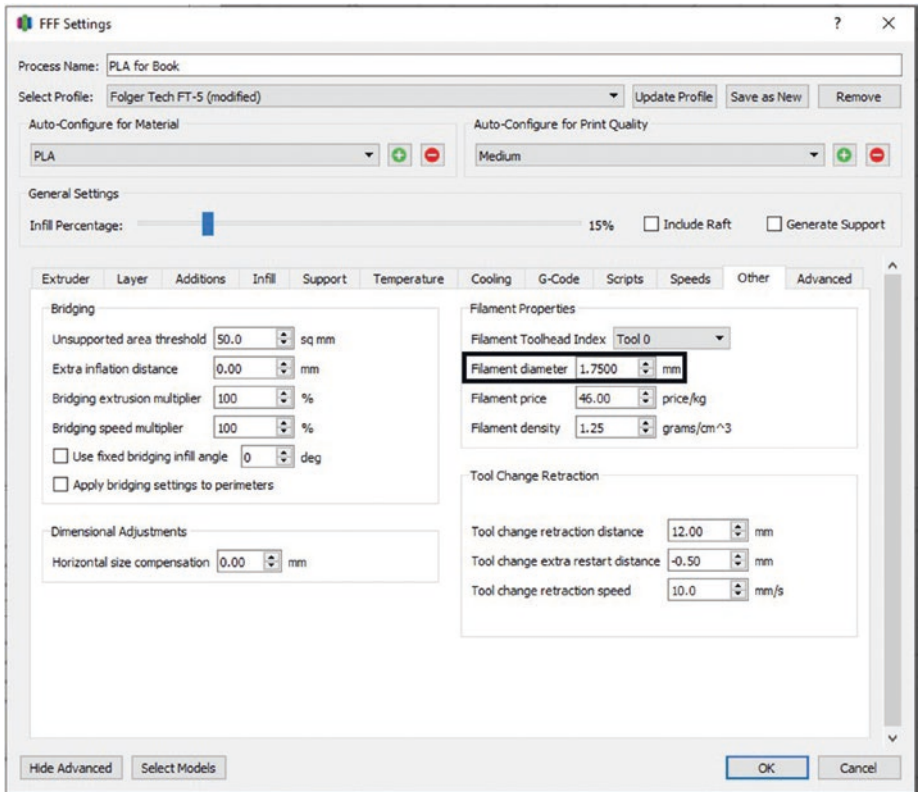 FFF Settings ? ×
Process Name: PLA for Book
Select Profile: Folger Tech FT-5 (modified) Update Profile Save as New Remove
Auto-Configure for Material
PLA
Auto-Configure for Print Quality
Medium
General Settings
Infill Percentage: 15% Include Raft Generate Support
Extruder Layer Additions Infill Support Temperature Cooling G-Code Scripts Speeds Other Advanced
Bridging
Unsupported area threshold 50.0 sq mm
Extra inflation distance 0.00 mm
Bridging extrusion multiplier 100 %
Bridging speed multiplier 100 %
Use fixed bridging infill angle 0 deg
Apply bridging settings to perimeters
Dimensional Adjustments
Horizontal size compensation 0.00 mm
Filament Properties
Filament Toolhead Index Tool 0
Filament diameter 1.7500 mm
Filament price 46.00 price/kg
Filament density 1.25 grams/cm^3
Tool Change Retraction
Tool change retraction distance 12.00 mm
Tool change extra restart distance -0.50 mm
Tool change retraction speed 10.0 mm/s
Hide Advanced Select Models OK Cancel